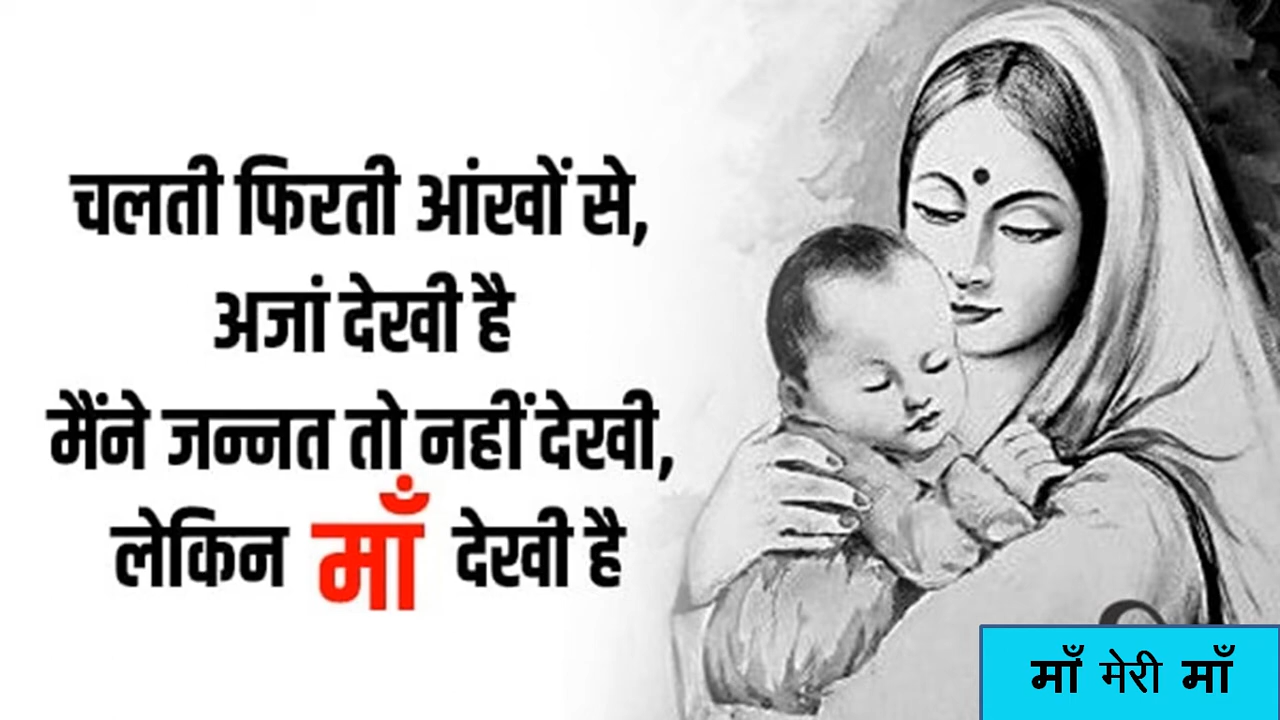 चलती फिरती आंखों से,
अजां देखी है
मैंने जन्नत तो नहीं देखी,
लेकिन माँ देखी है
माँ मेरी माँ